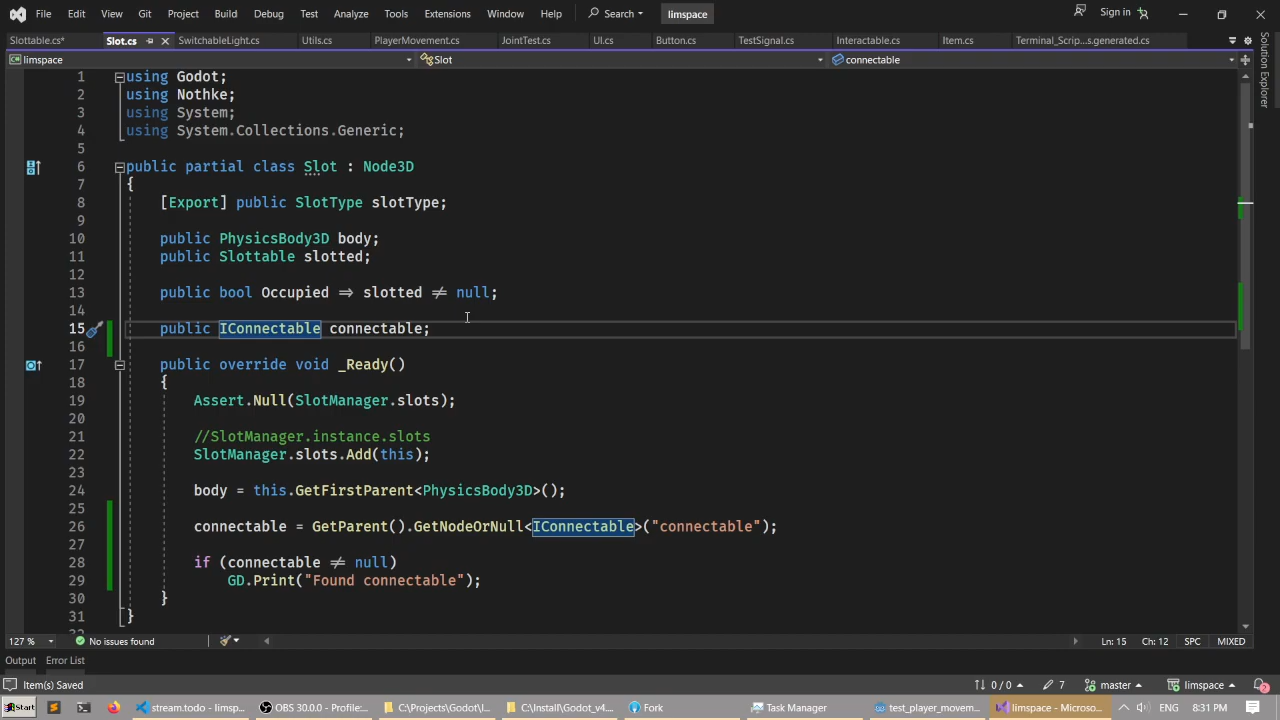 File Edit View Git Project Build Debug Test Analyze Tools Extensions Window Help Search limspace Sign in
Slottable.cs* Slot.cs SwitchableLight.cs Utils.cs PlayerMovement.cs JointTest.cs UI.cs Button.cs TestSignal.cs Interactable.cs Item.cs Terminal_Scrip...s.generated.cs
limspace Slot connectable
Solution Explorer
1 using Godot;
2 using Nothke;
3 using System;
4 using System.Collections.Generic;
5
6 public partial class Slot : Node3D
7 {
8 [Export] public SlotType slotType;
9
10 public PhysicsBody3D body;
11 public Slottable slotted;
12
13 public bool Occupied ⇒ slotted ≠ null;
14
15 public IConnectable connectable;
16
17 public override void _Ready()
18 {
19 Assert.Null(SlotManager.slots);
20
21 //SlotManager.instance.slots
22 SlotManager.slots.Add(this);
23
24 body = this.GetFirstParent<PhysicsBody3D>();
25
26 connectable = GetParent().GetNodeOrNull<IConnectable>("connectable");
27
28 if (connectable ≠ null)
29 GD.Print("Found connectable");
30 }
31 }
127 % No issues found Ln: 15 Ch: 12 SPC MIXED
Output Error List
Item(s) Saved 0 / 0 7 master limspace 2
Start stream.todo - Visual... OBS 30.0.0 - Profile:... C:\Projects\Godot\l... C:\Install\Godot_v4.... Fork Task Manager test_player_movem... limspace - Microso... ENG 8:31 PM